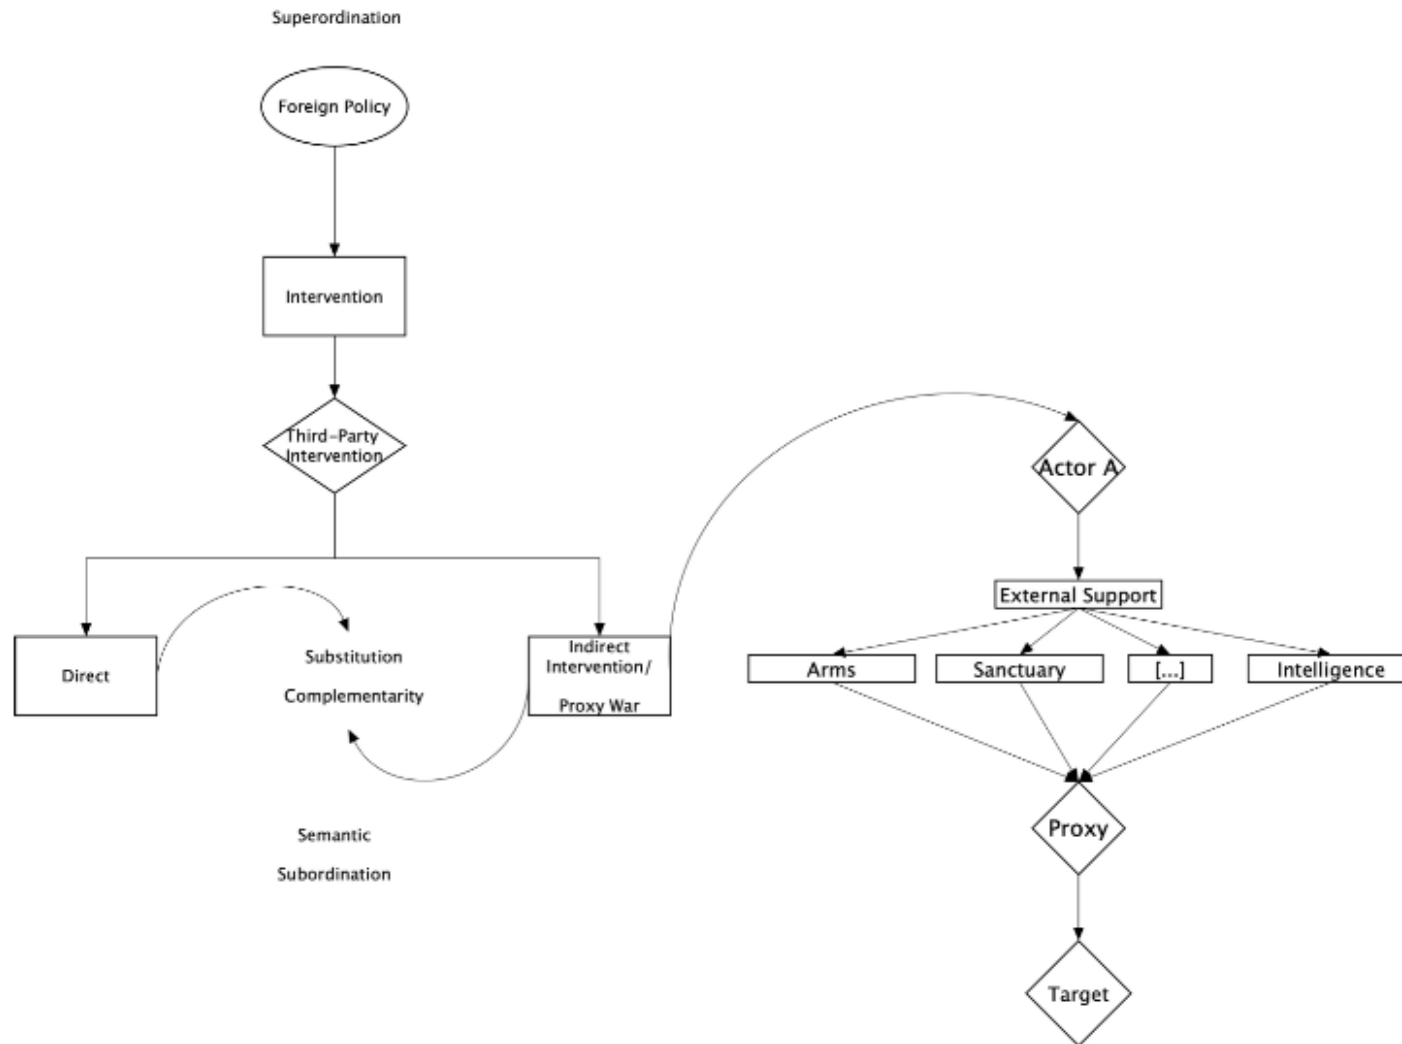 Superordination
Foreign Policy
Intervention
Third-Party
Intervention
Direct
Substitution
Complementarity
Indirect
Intervention/
Proxy War
Semantic
Subordination
Actor A
External Support
Arms
Sanctuary
[...]
Intelligence
Proxy
Target